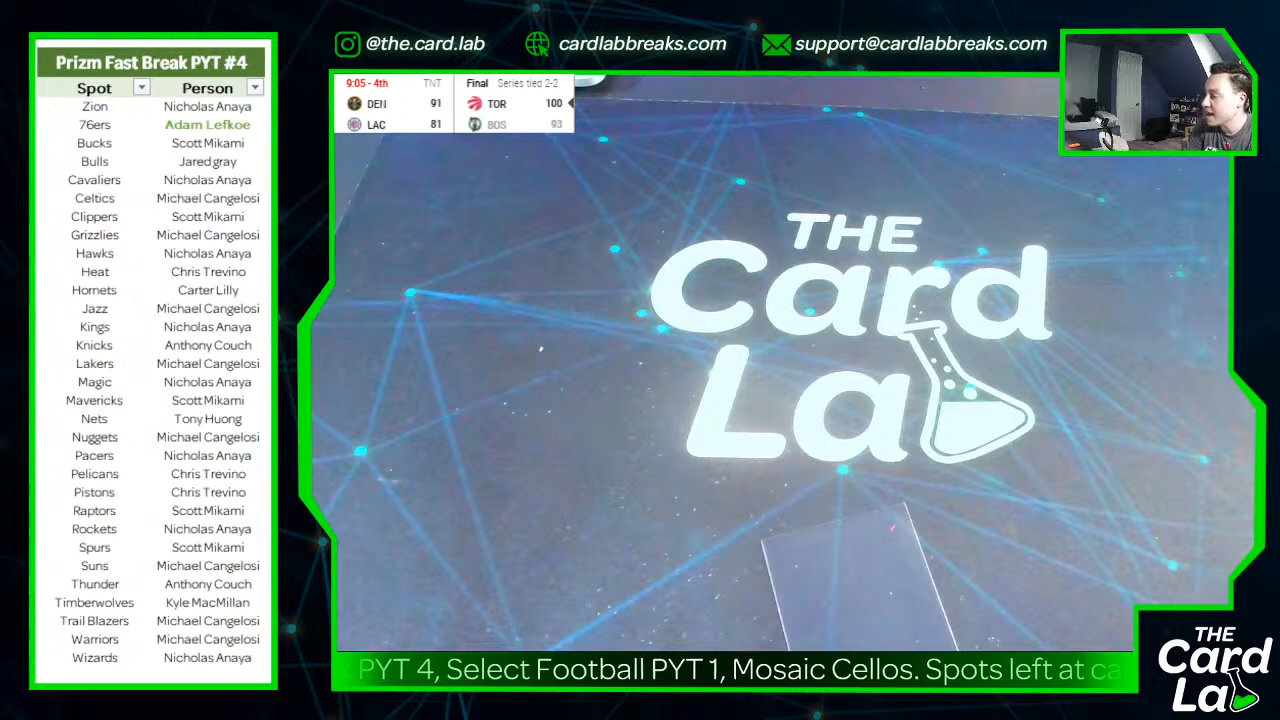 @the.card.lab
cardlabbreaks.com
support@cardlabbreaks.com
Prizm Fast Break PYT #4
Spot Person
Zion Nicholas Anaya
76ers Adam Lefkoe
Bucks Scott Mikami
Bulls Jared gray
Cavaliers Nicholas Anaya
Celtics Michael Cangelosi
Clippers Scott Mikami
Grizzlies Michael Cangelosi
Hawks Nicholas Anaya
Heat Chris Trevino
Hornets Carter Lilly
Jazz Michael Cangelosi
Kings Nicholas Anaya
Knicks Anthony Couch
Lakers Michael Cangelosi
Magic Nicholas Anaya
Mavericks Scott Mikami
Nets Tony Huong
Nuggets Michael Cangelosi
Pacers Nicholas Anaya
Pelicans Chris Trevino
Pistons Chris Trevino
Raptors Scott Mikami
Rockets Nicholas Anaya
Spurs Scott Mikami
Suns Michael Cangelosi
Thunder Anthony Couch
Timberwolves Kyle MacMillan
Trail Blazers Michael Cangelosi
Warriors Michael Cangelosi
Wizards Nicholas Anaya
9:05 - 4th TNT
DEN 91
LAC 81
Final Series tied 2-2
TOR 100
BOS 93
THE
Card
La
PYT 4, Select Football PYT 1, Mosaic Cellos. Spots left at ca
THE
Card
La